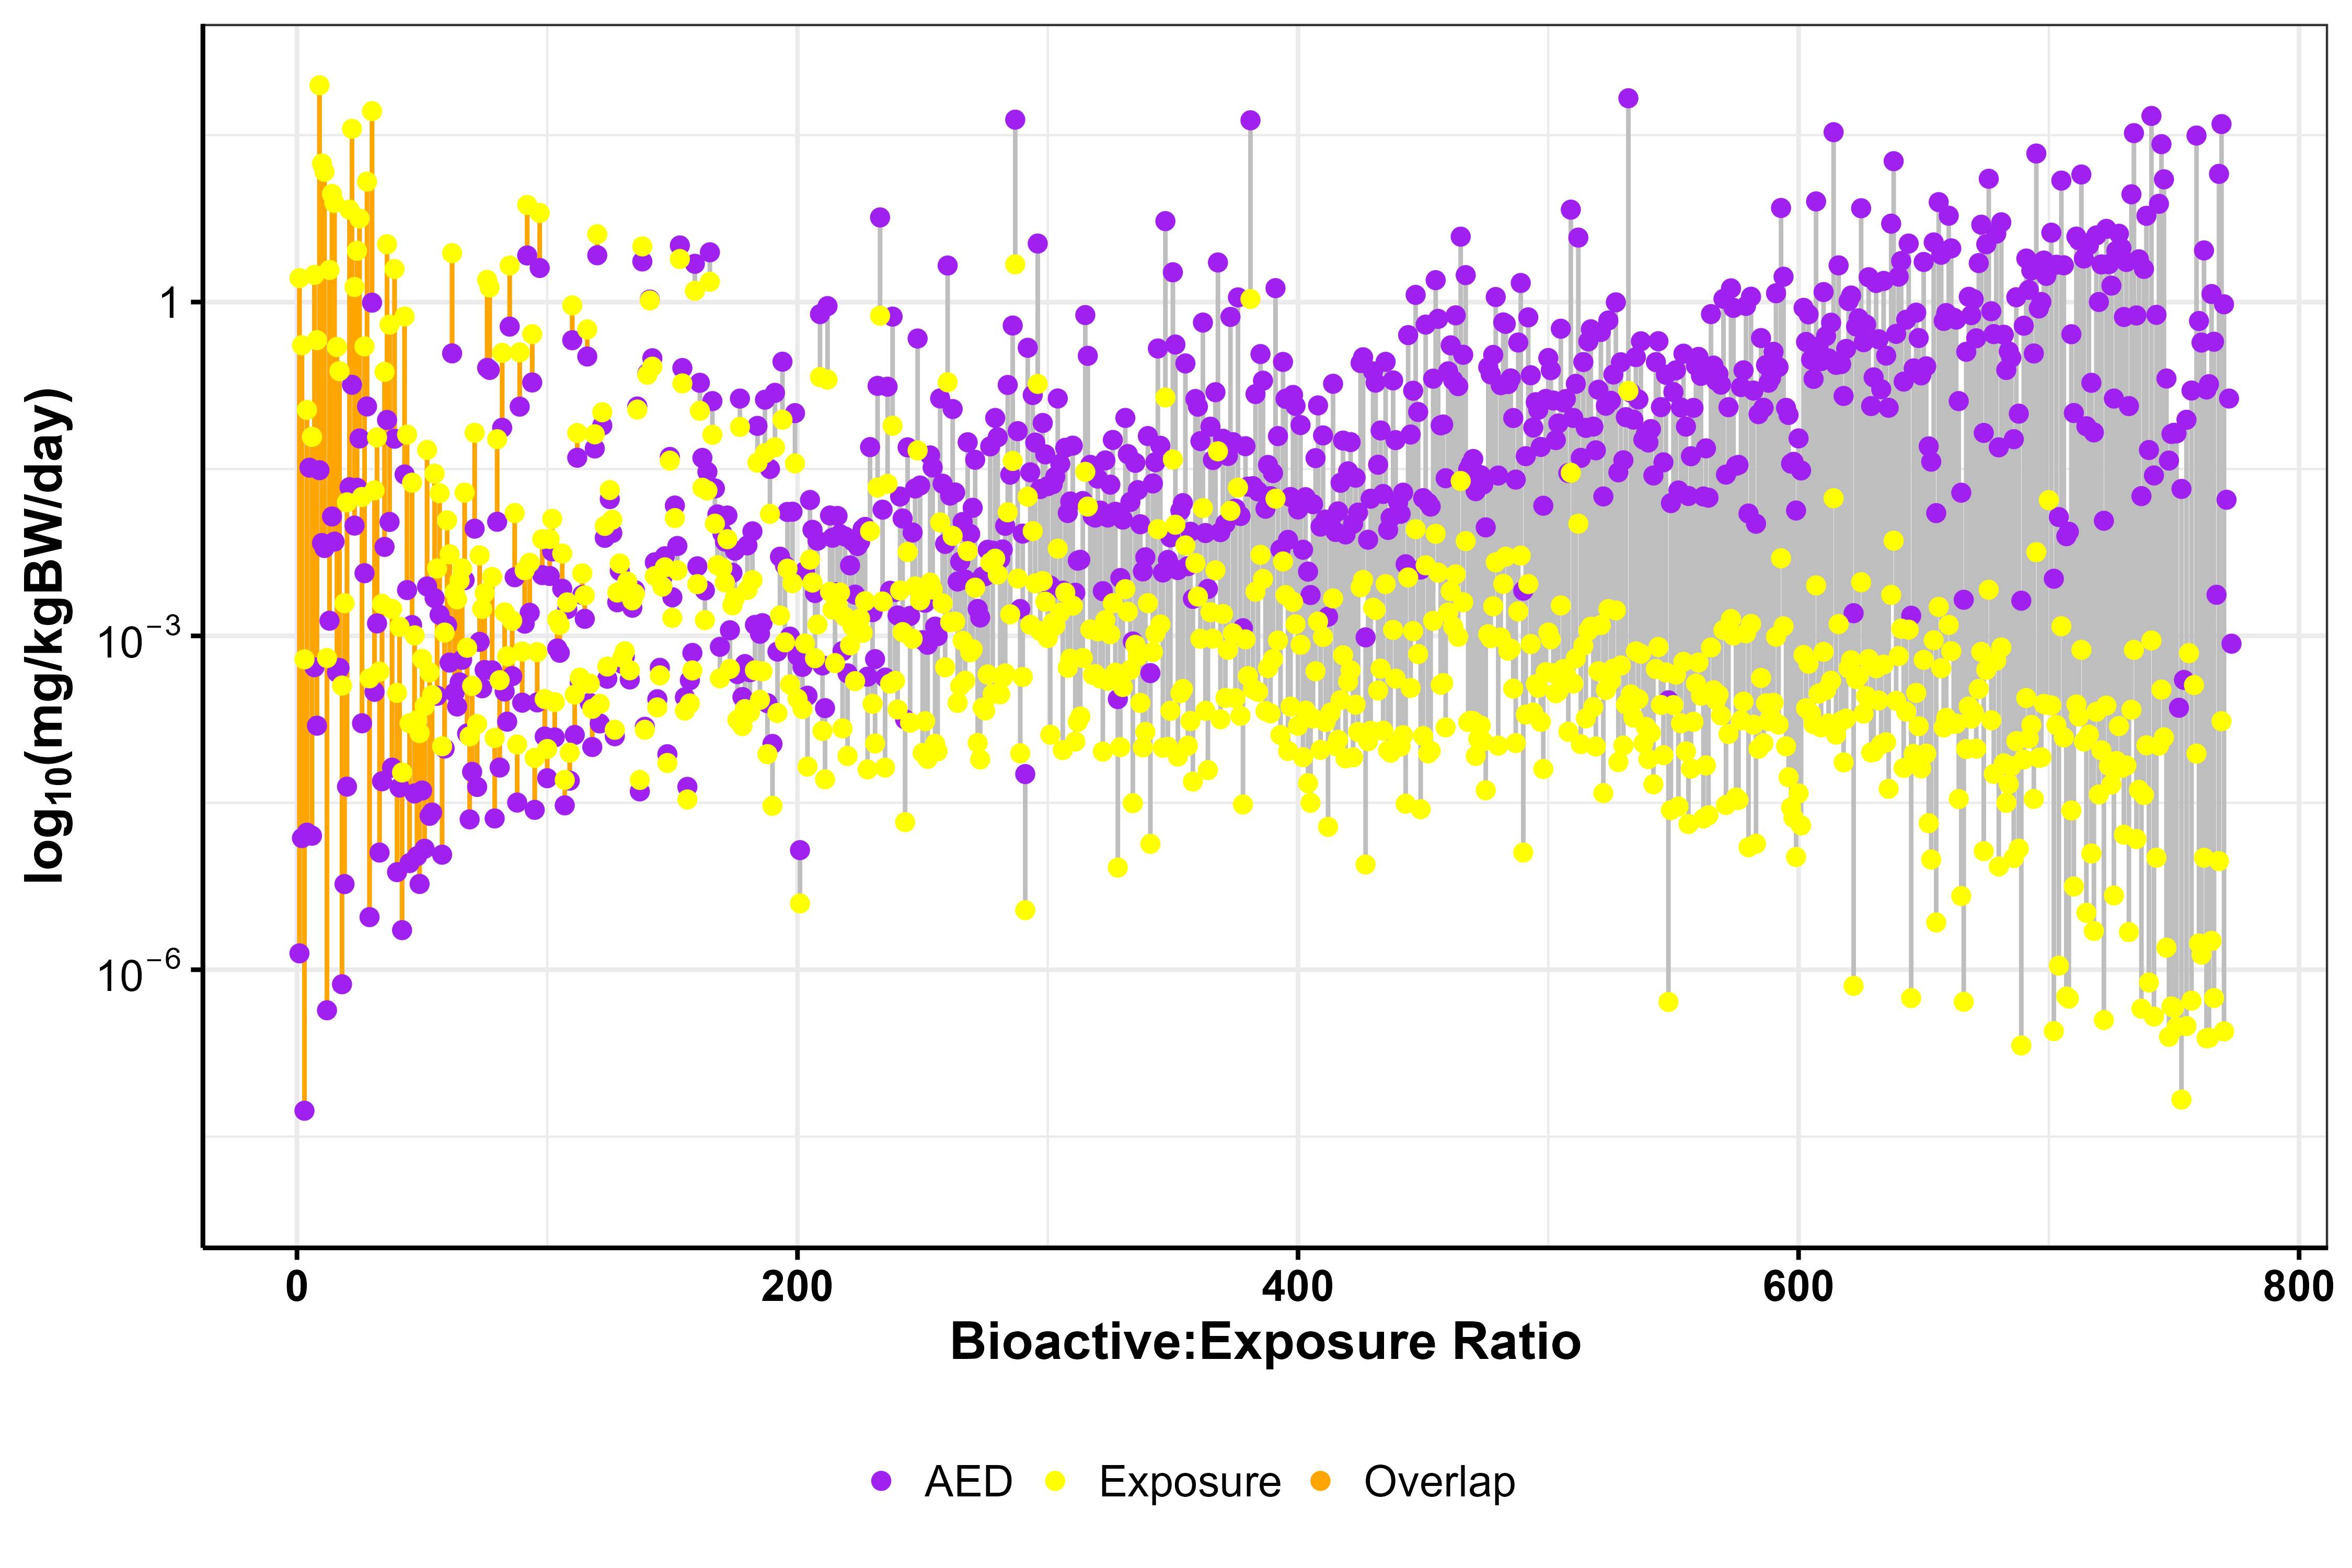 log₁₀(mg/kgBW/day)
1
10⁻³
10⁻⁶
0 200 400 600 800
Bioactive:Exposure Ratio
AED Exposure Overlap